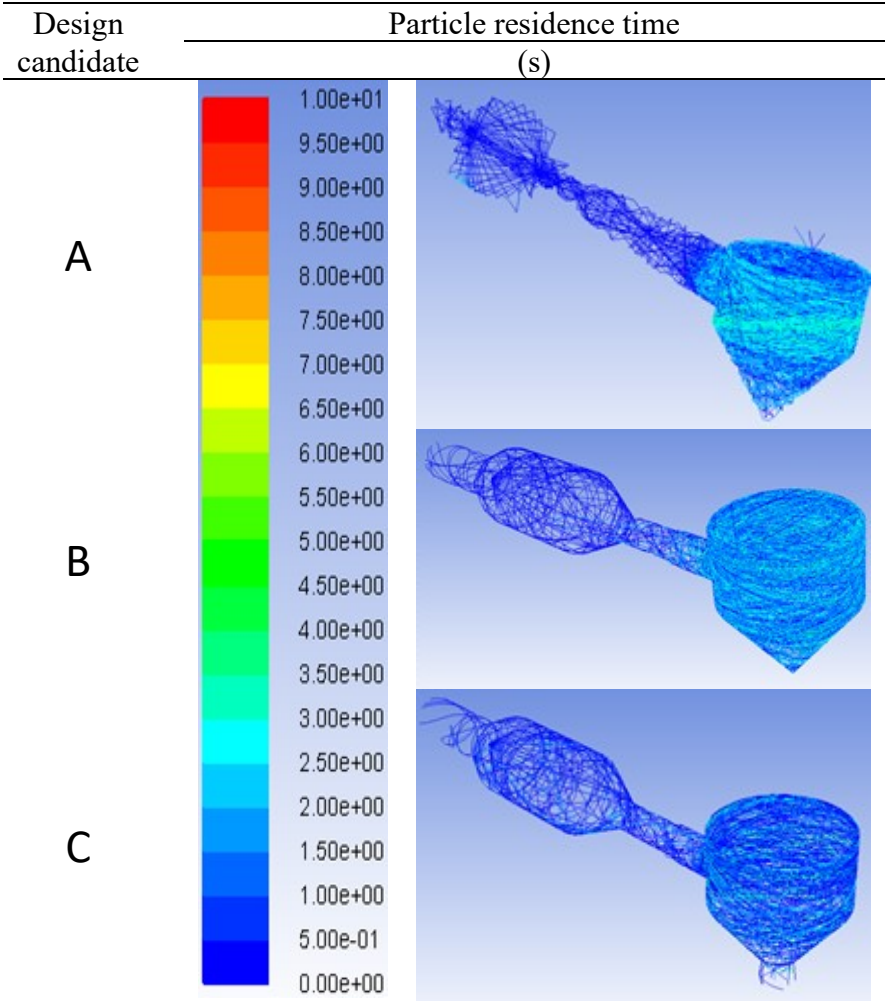 Design candidate
Particle residence time
(s)
A
1.00e+01
9.50e+00
9.00e+00
8.50e+00
8.00e+00
7.50e+00
7.00e+00
6.50e+00
6.00e+00
5.50e+00
5.00e+00
4.50e+00
4.00e+00
3.50e+00
3.00e+00
2.50e+00
2.00e+00
1.50e+00
1.00e+00
5.00e-01
0.00e+00
B
C